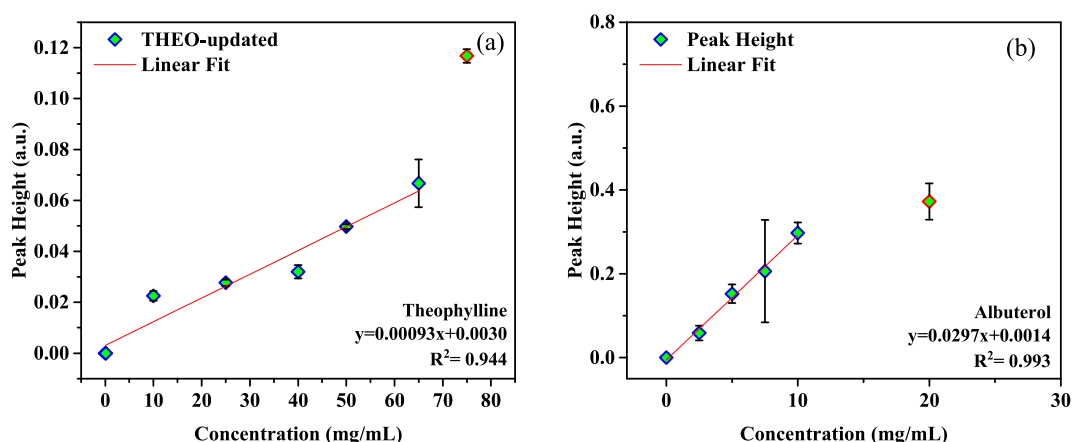 THEO-updated
Linear Fit
(a)
0.12
0.10
0.08
0.06
0.04
0.02
0.00
Peak Height (a.u.)
Theophylline
y=0.00093x+0.0030
R²= 0.944
0 10 20 30 40 50 60 70 80
Concentration (mg/mL)
Peak Height
Linear Fit
(b)
0.8
0.6
0.4
0.2
0.0
Peak Height (a.u.)
Albuterol
y=0.0297x+0.0014
R²= 0.993
0 10 20 30
Concentration (mg/mL)